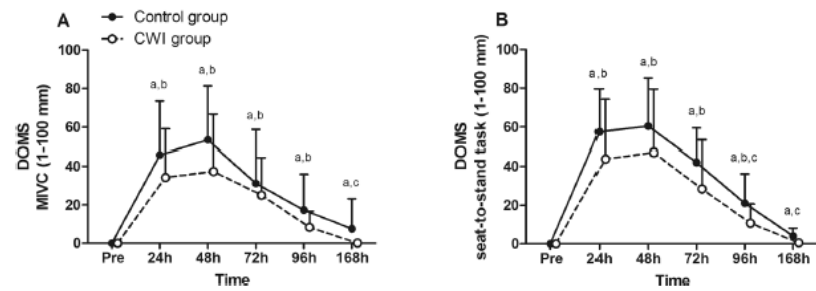 Control group
CWI group
A
DOMS
MIVC (1-100 mm)
100
80
60
40
20
0
a,b
a,b
a,b
a,b
a,c
Pre
24h
48h
72h
96h
168h
Time
B
DOMS
seat-to-stand task (1-100 mm)
100
80
60
40
20
0
a,b
a,b
a,b
a,b,c
a,c
Pre
24h
48h
72h
96h
168h
Time